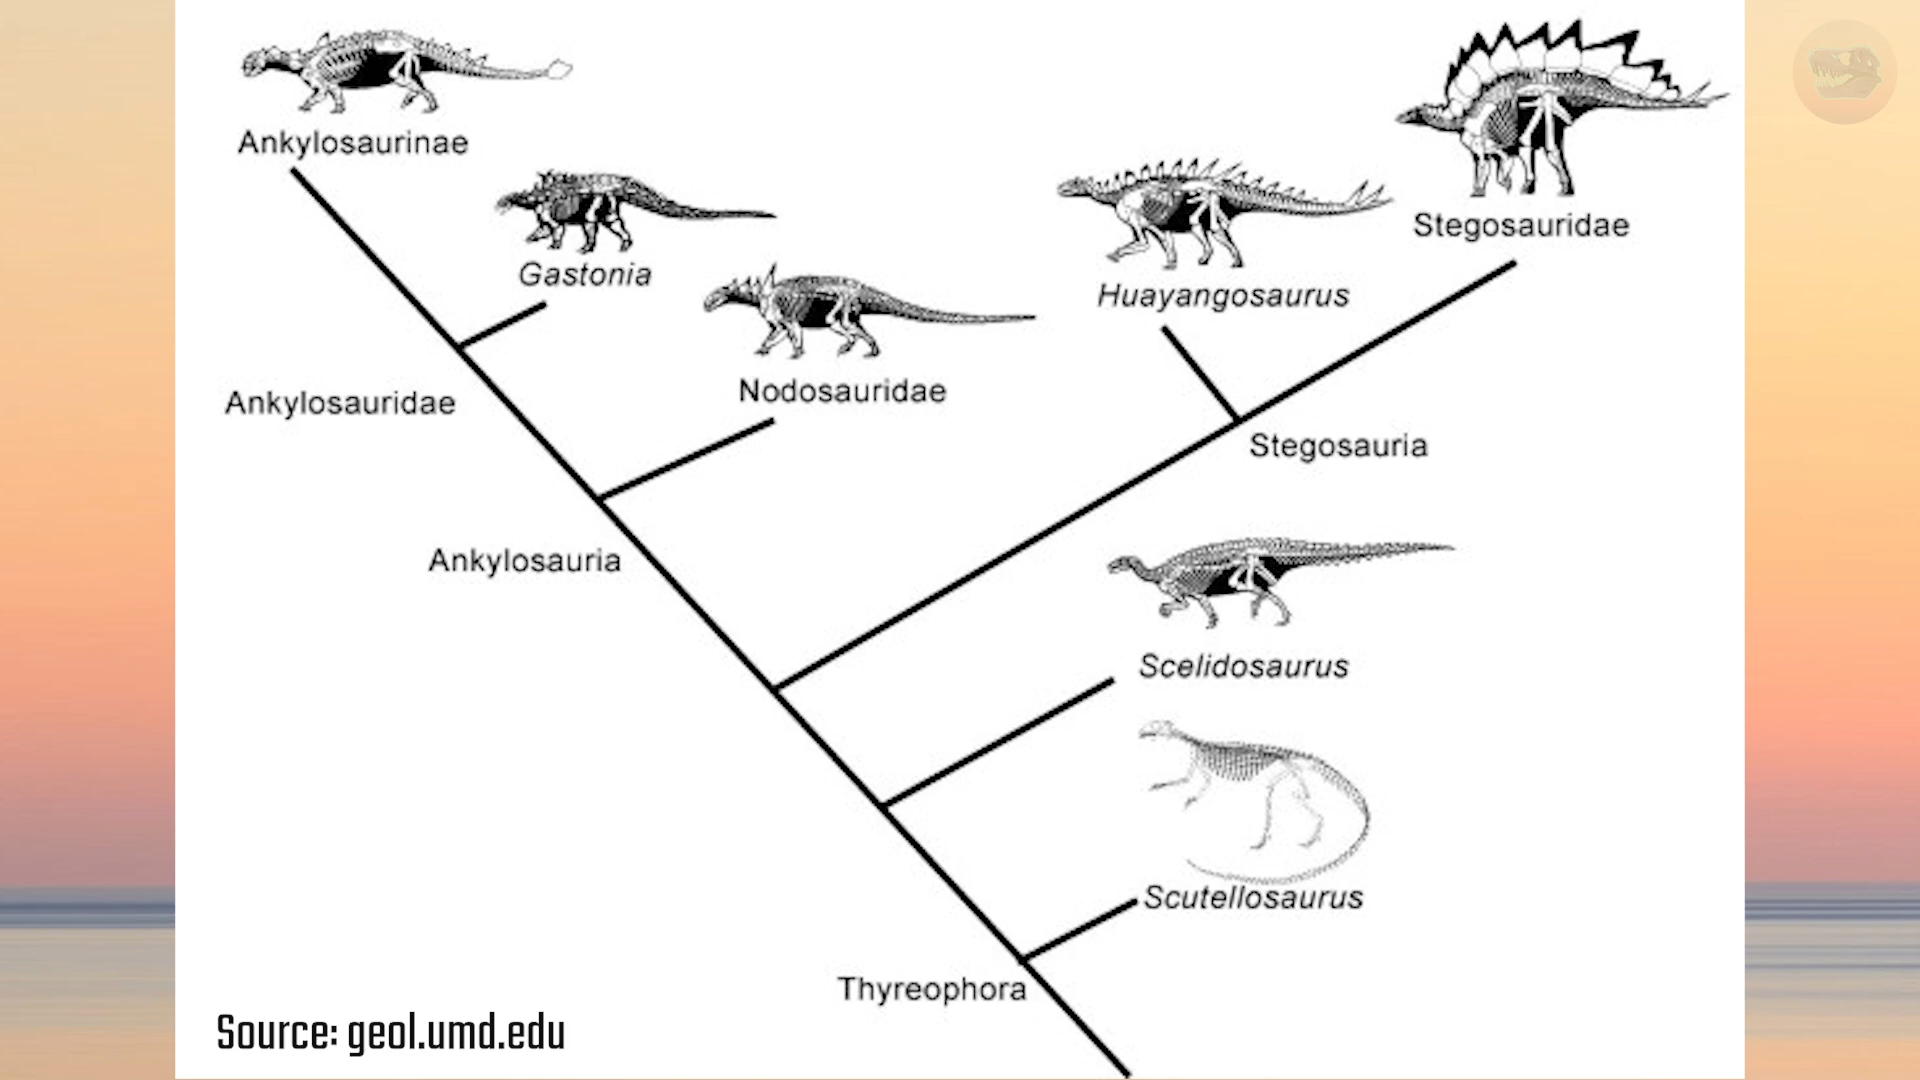 Ankylosaurinae
Gastonia
Stegosauridae
Huayangosaurus
Nodosauridae
Ankylosauridae
Stegosauria
Ankylosauria
Scelidosaurus
Scutellosaurus
Thyreophora
Source: geol.umd.edu